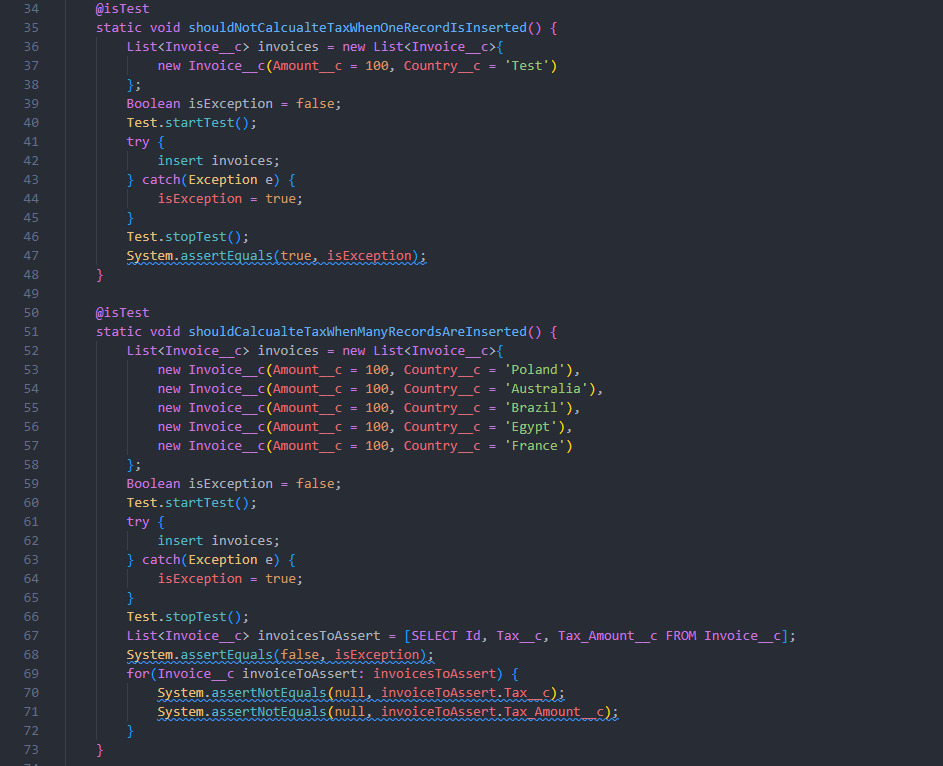 34 @isTest
35 static void shouldNotCalcualteTaxWhenOneRecordIsInserted() {
36 List<Invoice__c> invoices = new List<Invoice__c>{
37 new Invoice__c(Amount__c = 100, Country__c = 'Test')
38 };
39 Boolean isException = false;
40 Test.startTest();
41 try {
42 insert invoices;
43 } catch(Exception e) {
44 isException = true;
45 }
46 Test.stopTest();
47 System.assertEquals(true, isException);
48 }
49
50 @isTest
51 static void shouldCalcualteTaxWhenManyRecordsAreInserted() {
52 List<Invoice__c> invoices = new List<Invoice__c>{
53 new Invoice__c(Amount__c = 100, Country__c = 'Poland'),
54 new Invoice__c(Amount__c = 100, Country__c = 'Australia'),
55 new Invoice__c(Amount__c = 100, Country__c = 'Brazil'),
56 new Invoice__c(Amount__c = 100, Country__c = 'Egypt'),
57 new Invoice__c(Amount__c = 100, Country__c = 'France')
58 };
59 Boolean isException = false;
60 Test.startTest();
61 try {
62 insert invoices;
63 } catch(Exception e) {
64 isException = true;
65 }
66 Test.stopTest();
67 List<Invoice__c> invoicesToAssert = [SELECT Id, Tax__c, Tax_Amount__c FROM Invoice__c];
68 System.assertEquals(false, isException);
69 for(Invoice__c invoiceToAssert: invoicesToAssert) {
70 System.assertNotEquals(null, invoiceToAssert.Tax__c);
71 System.assertNotEquals(null, invoiceToAssert.Tax_Amount__c);
72 }
73 }